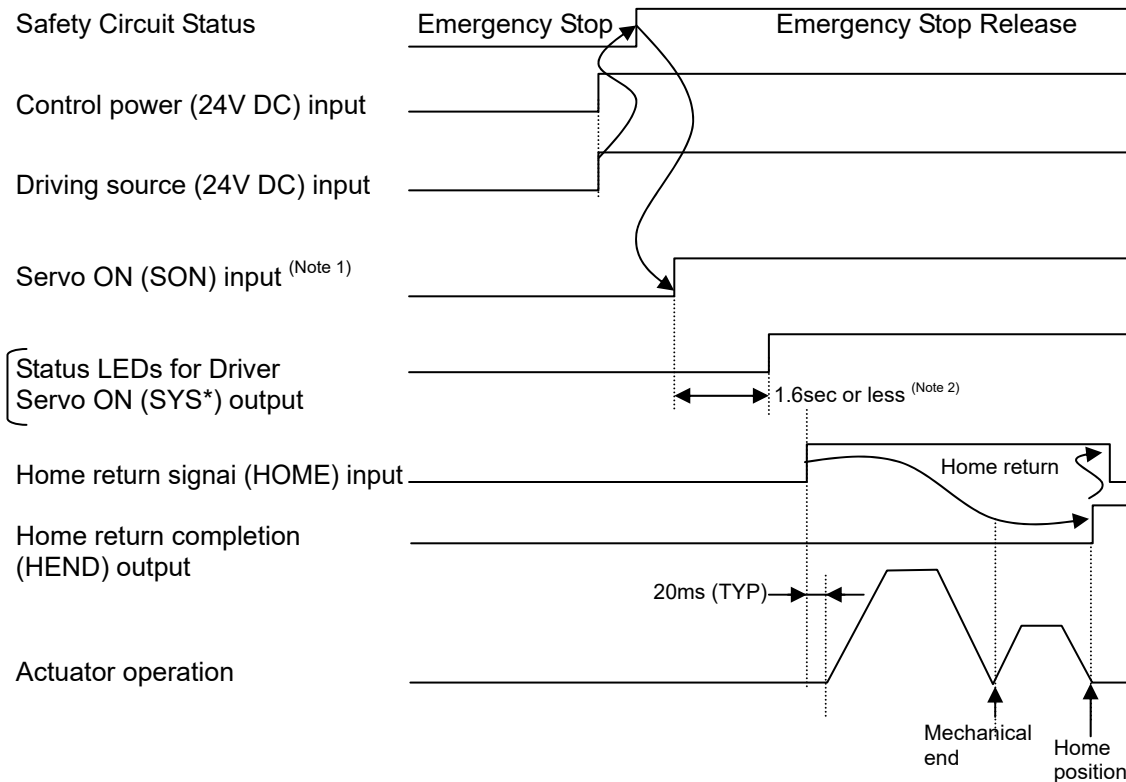 Safety Circuit Status
Emergency Stop
Emergency Stop Release
Control power (24V DC) input
Driving source (24V DC) input
Servo ON (SON) input (Note 1)
Status LEDs for Driver
Servo ON (SYS*) output
1.6sec or less (Note 2)
Home return signai (HOME) input
Home return
Home return completion
(HEND) output
20ms (TYP)
Actuator operation
Mechanical
end
Home
position